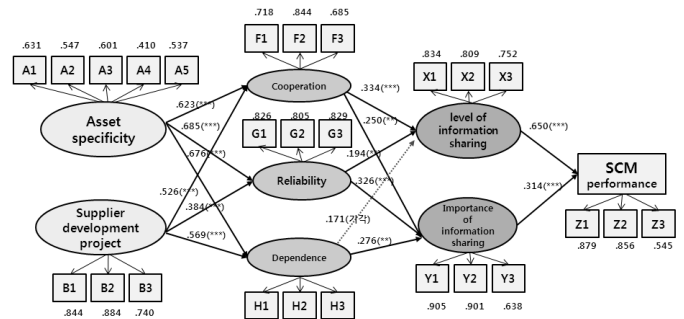 .718 .844 .685
.631 .547 .601 .410 .537
F1 F2 F3
.834 .809 .752
A1 A2 A3 A4 A5
X1 X2 X3
Cooperation
.334(***)
.623(***)
.250(**)
Asset
specificity
.685(***)
.826 .805 .829
G1 G2 G3
level of
information
sharing
.650(***)
.676(***)
.194(**)
SCM
performance
Reliability
.326(***)
.526(***)
.314(***)
.384(***)
Supplier
development
project
.171(기각)
Importance
of information
sharing
Z1 Z2 Z3
.569(***)
.276(**)
.879 .856 .545
Dependence
B1 B2 B3
Y1 Y2 Y3
H1 H2 H3
.844 .884 .740
.905 .901 .638